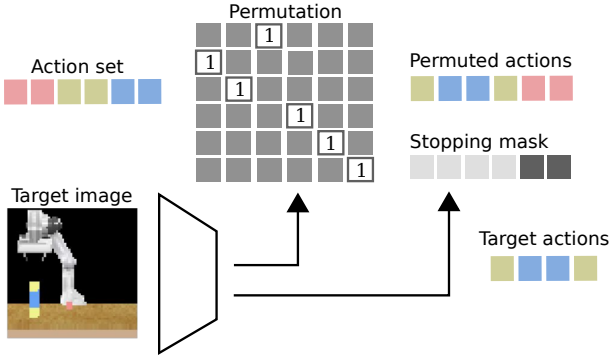 Permutation
Action set
1
1
1
1
1
1
Permuted actions
Stopping mask
Target image
Target actions